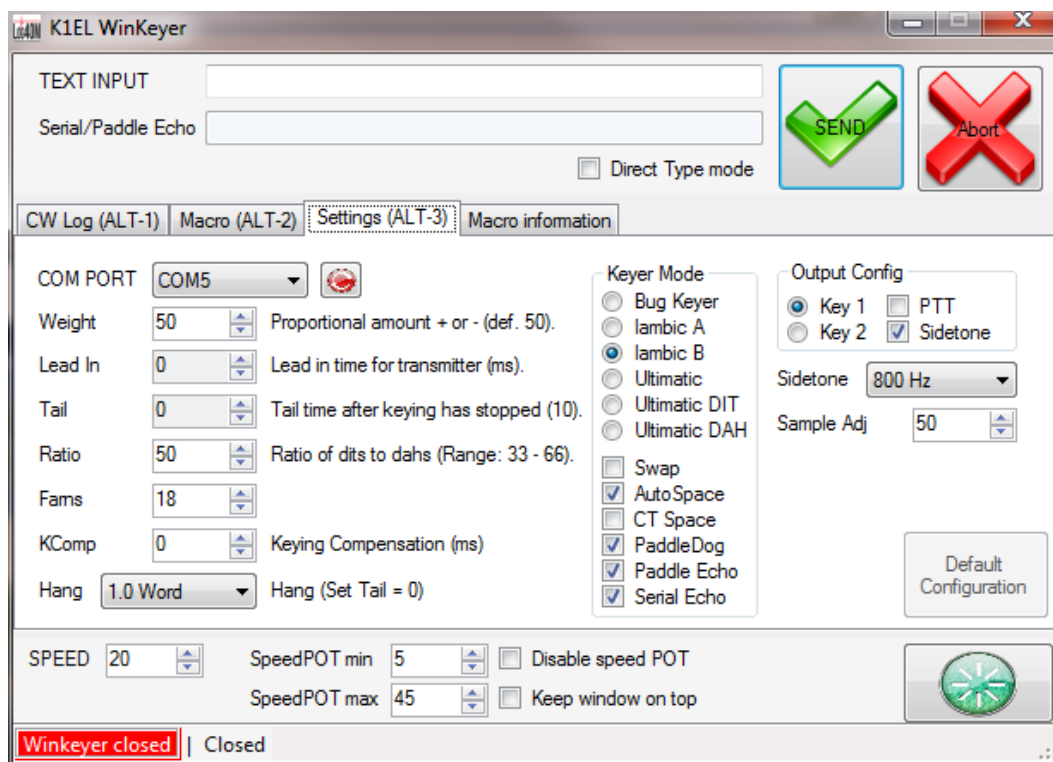 Log4OM K1EL WinKeyer
TEXT INPUT
SEND
Abort
Serial/Paddle Echo
Direct Type mode
CW Log (ALT-1) Macro (ALT-2) Settings (ALT-3) Macro information
COM PORT COM5
Weight 50 Proportional amount + or - (def. 50).
Lead In 0 Lead in time for transmitter (ms).
Tail 0 Tail time after keying has stopped (10).
Ratio 50 Ratio of dits to dahs (Range: 33 - 66).
Farns 18
KComp 0 Keying Compensation (ms)
Hang 1.0 Word Hang (Set Tail = 0)
Keyer Mode
Bug Keyer
Iambic A
Iambic B
Ultimatic
Ultimatic DIT
Ultimatic DAH
Swap
AutoSpace
CT Space
PaddleDog
Paddle Echo
Serial Echo
Output Config
Key 1 PTT
Key 2 Sidetone
Sidetone 800 Hz
Sample Adj 50
Default
Configuration
SPEED 20 SpeedPOT min 5 Disable speed POT
SpeedPOT max 45 Keep window on top
Winkeyer closed | Closed